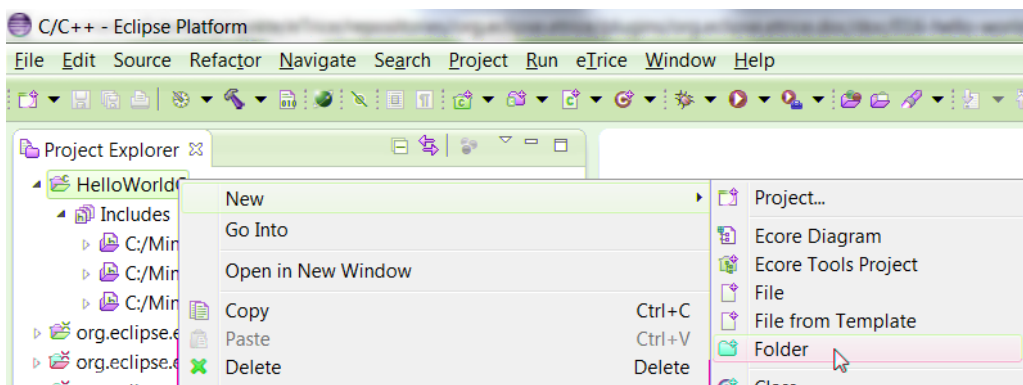 C/C++ - Eclipse Platform
File Edit Source Refactor Navigate Search Project Run eTrice Window Help
Project Explorer
HelloWorldC
Includes
C:/Min
C:/Min
C:/Min
org.eclipse.e
org.eclipse.e
New
Go Into
Open in New Window
Copy Ctrl+C
Paste Ctrl+V
Delete Delete
Project...
Ecore Diagram
Ecore Tools Project
File
File from Template
Folder
Class